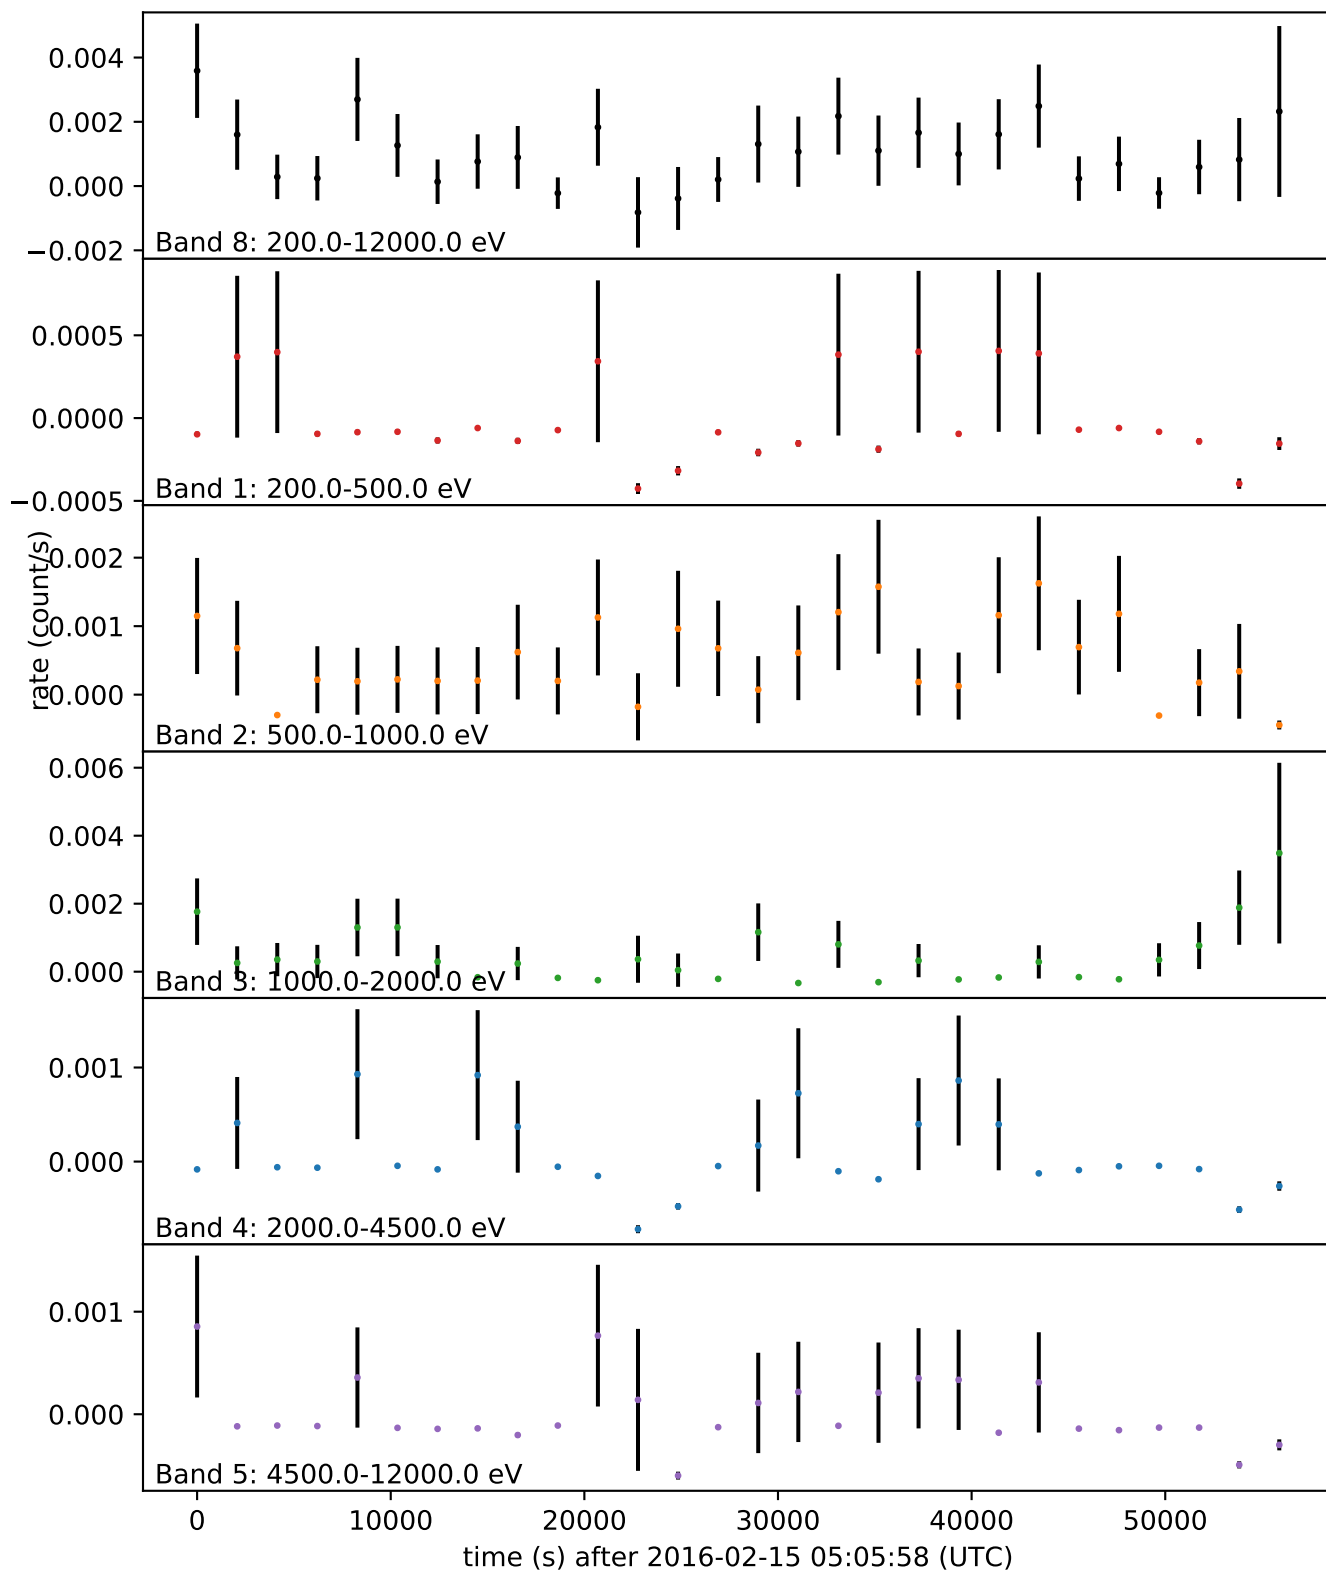 0.004
0.002
0.000
−0.002
Band 8: 200.0-12000.0 eV
0.0005
0.0000
−0.0005
Band 1: 200.0-500.0 eV
rate (count/s)
0.002
0.001
0.000
Band 2: 500.0-1000.0 eV
0.006
0.004
0.002
0.000
Band 3: 1000.0-2000.0 eV
0.001
0.000
Band 4: 2000.0-4500.0 eV
0.001
0.000
Band 5: 4500.0-12000.0 eV
0 10000 20000 30000 40000 50000
time (s) after 2016-02-15 05:05:58 (UTC)